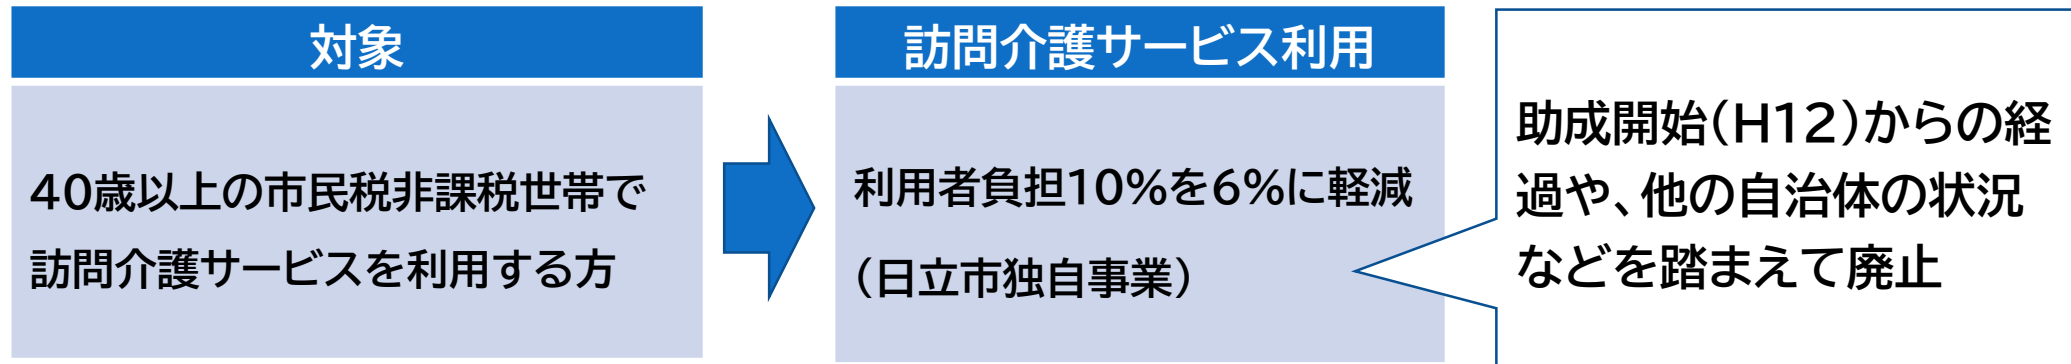 対象
40歳以上の市民税非課税世帯で
訪問介護サービスを利用する方
訪問介護サービス利用
利用者負担10%を6%に軽減
(日立市独自事業)
助成開始(H12)からの経
過や、他の自治体の状況
などを踏まえて廃止